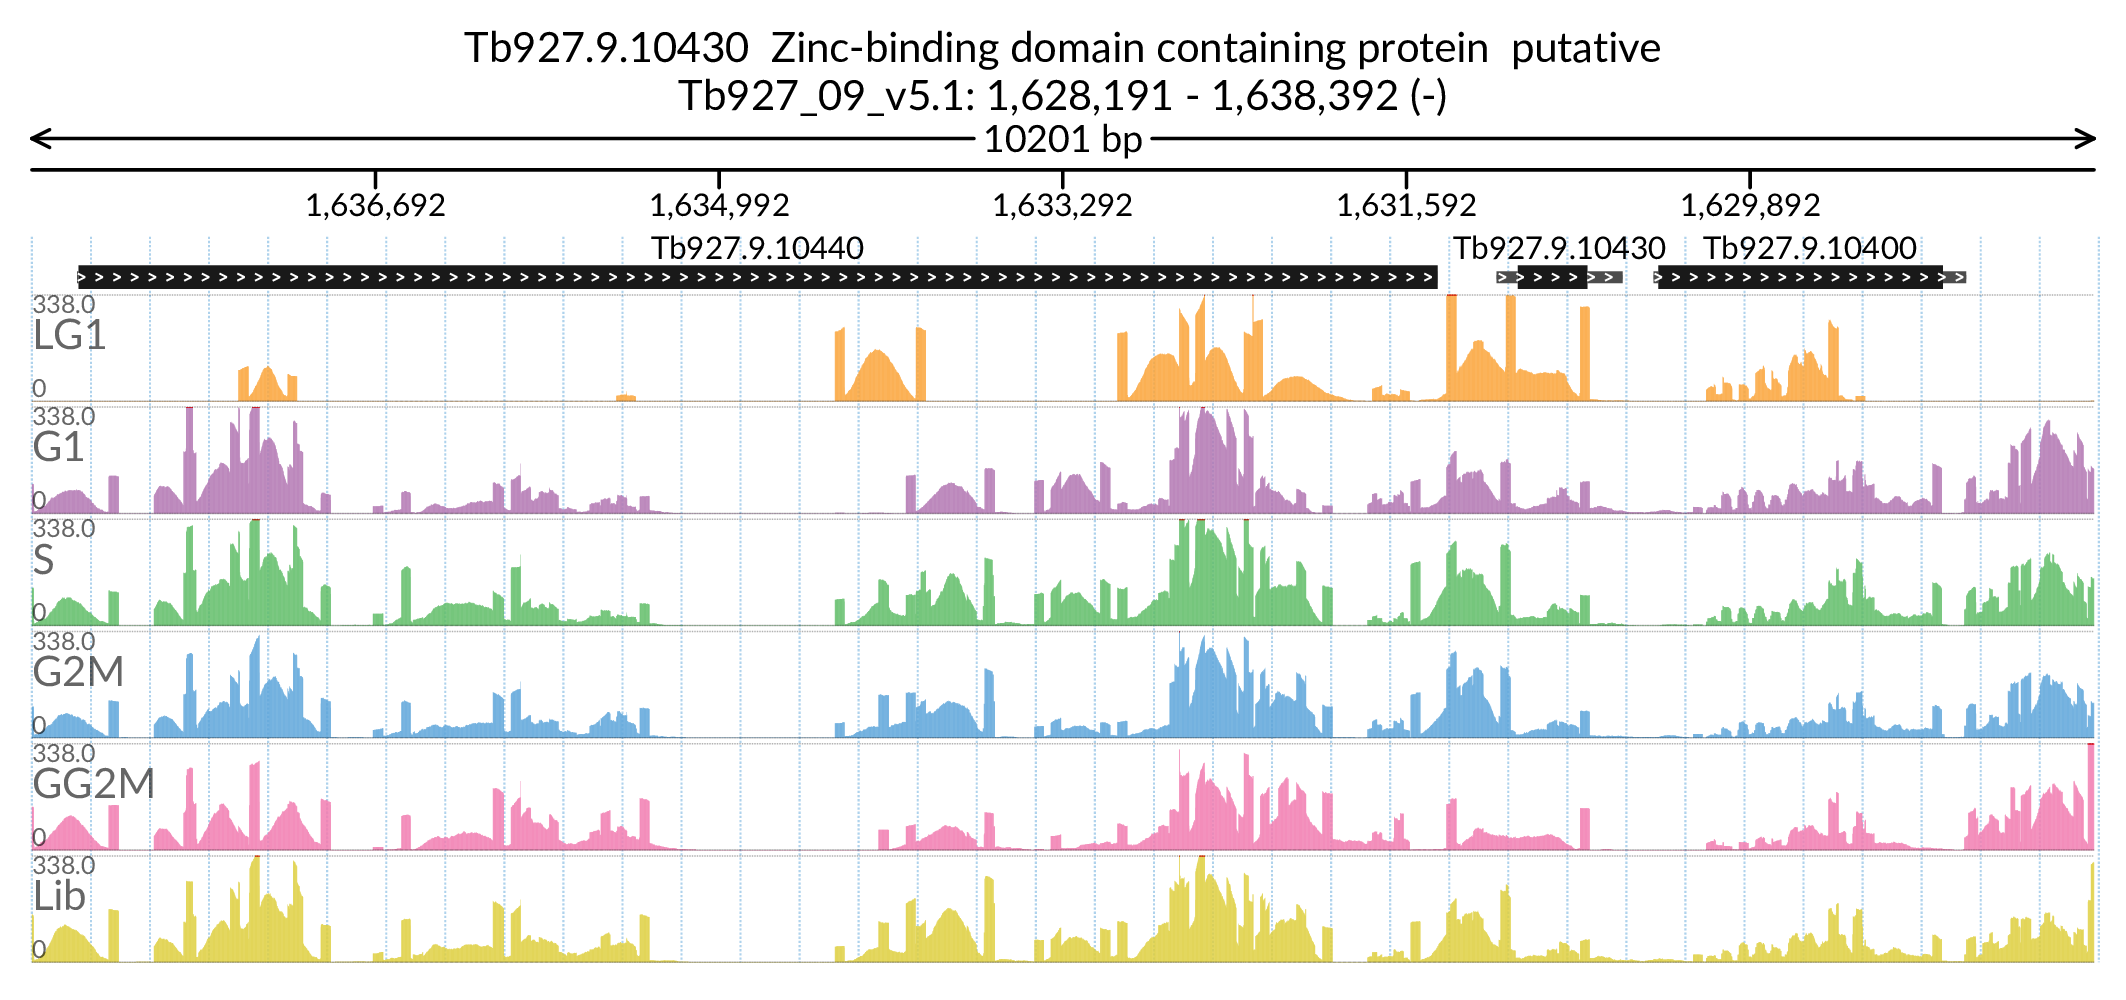 Tb927.9.10430  Zinc-binding domain containing protein  putative
Tb927_09_v5.1: 1,628,191 - 1,638,392 (-)
10201 bp
1,636,692 1,634,992 1,633,292 1,631,592 1,629,892
Tb927.9.10440 Tb927.9.10430 Tb927.9.10400
338.0
LG1
0
338.0
G1
0
338.0
S
0
338.0
G2M
0
338.0
GG2M
0
338.0
Lib
0